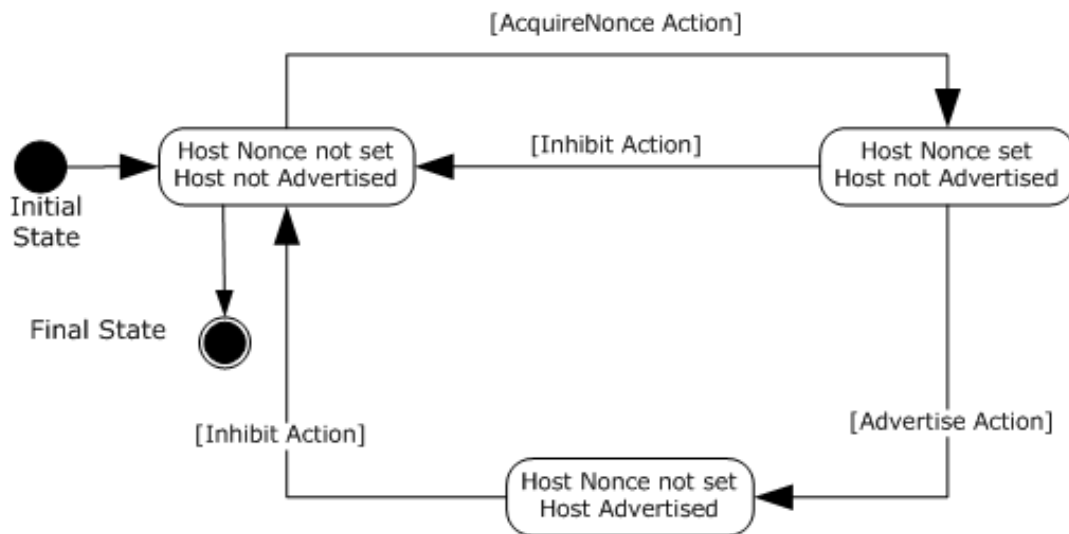 [AcquireNonce Action]
Host Nonce not set
Host not Advertised
[Inhibit Action]
Host Nonce set
Host not Advertised
Initial
State
Final State
[Inhibit Action]
[Advertise Action]
Host Nonce not set
Host Advertised